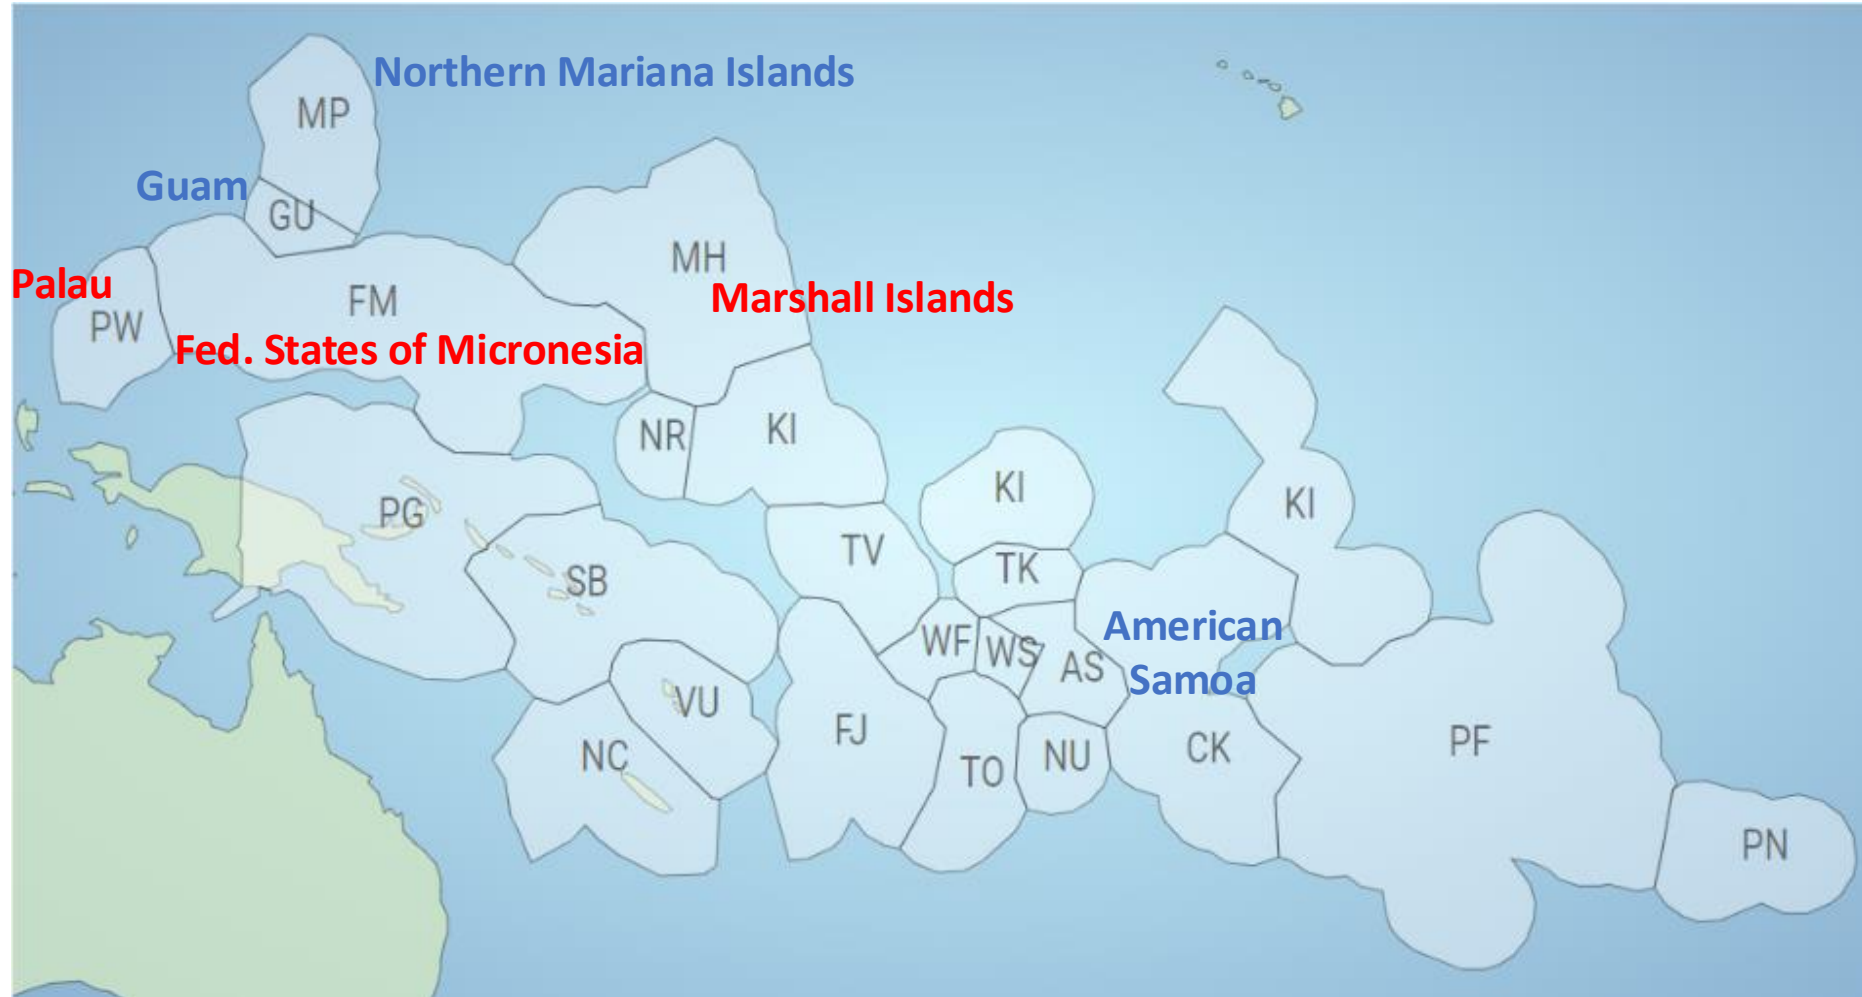 Northern Mariana Islands
MP
Guam
GU
MH
Palau
FM
Marshall Islands
PW
Fed. States of Micronesia
NR
KI
KI
KI
PG
TV
TK
SB
American
Samoa
WF
WS
AS
VU
FJ
NC
TO
NU
CK
PF
PN